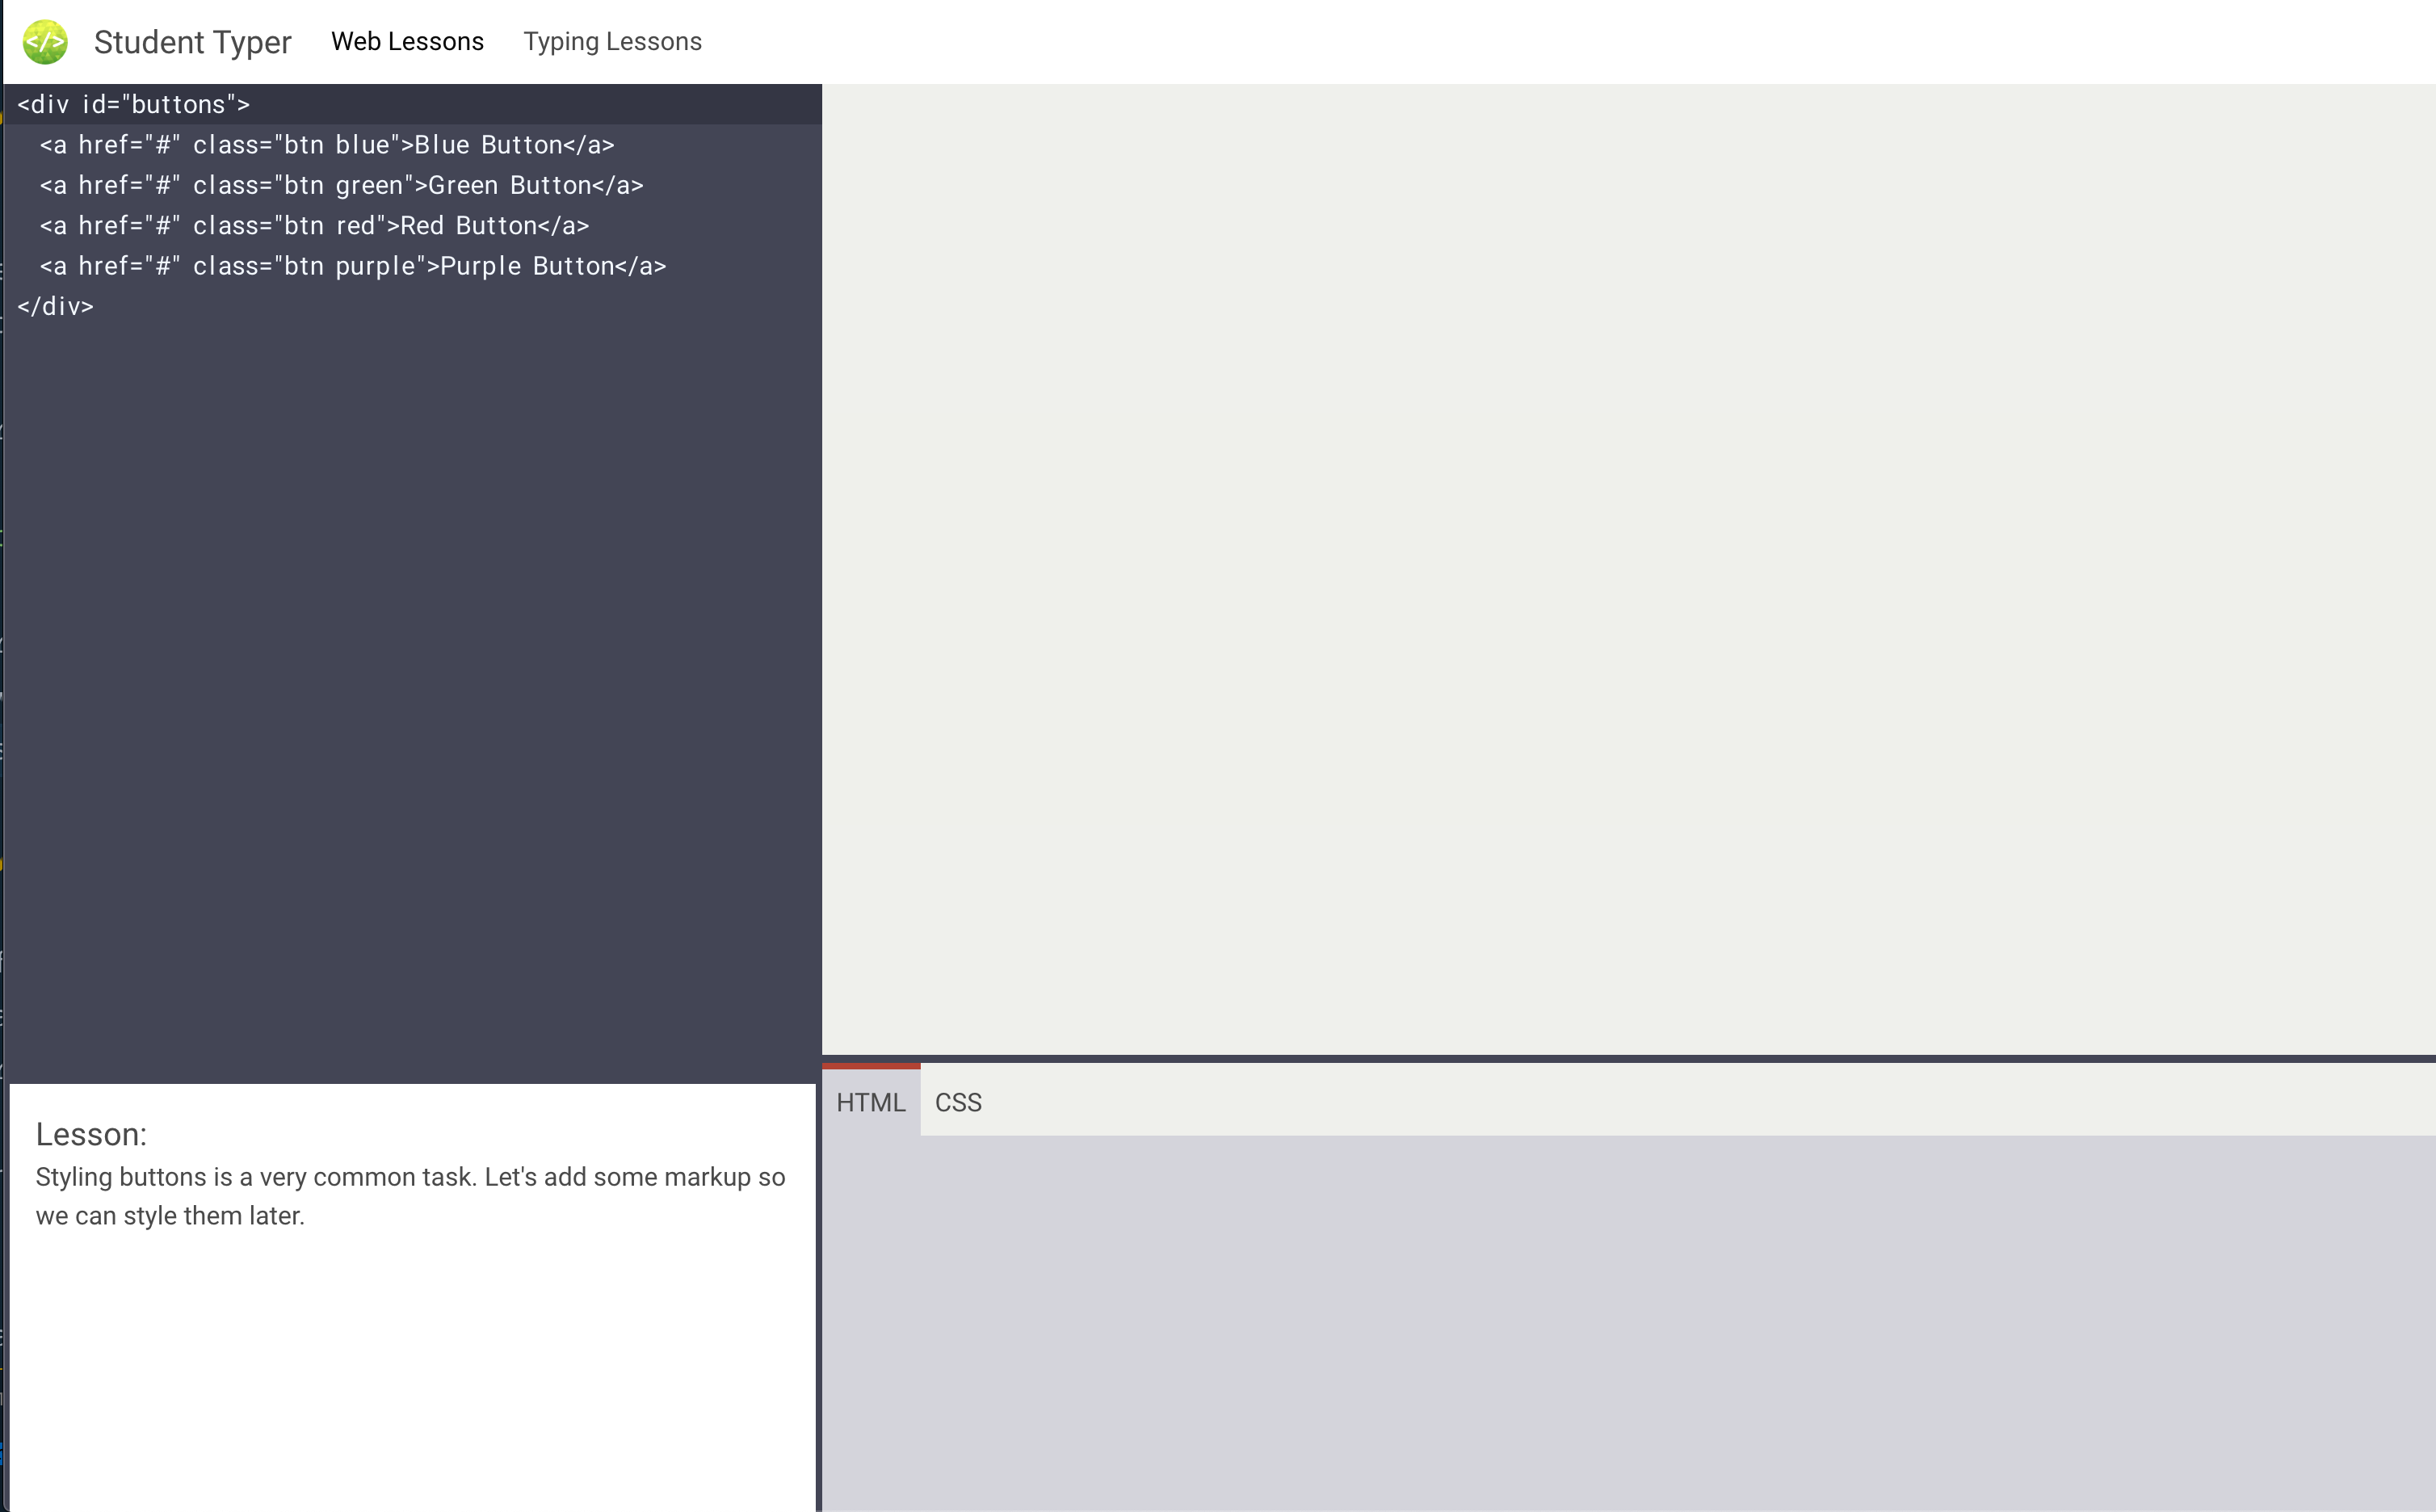 </> Student Typer Web Lessons Typing Lessons
<div id="buttons">
  <a href="#" class="btn blue">Blue Button</a>
  <a href="#" class="btn green">Green Button</a>
  <a href="#" class="btn red">Red Button</a>
  <a href="#" class="btn purple">Purple Button</a>
</div>
Lesson:
Styling buttons is a very common task. Let's add some markup so
we can style them later.
HTML CSS